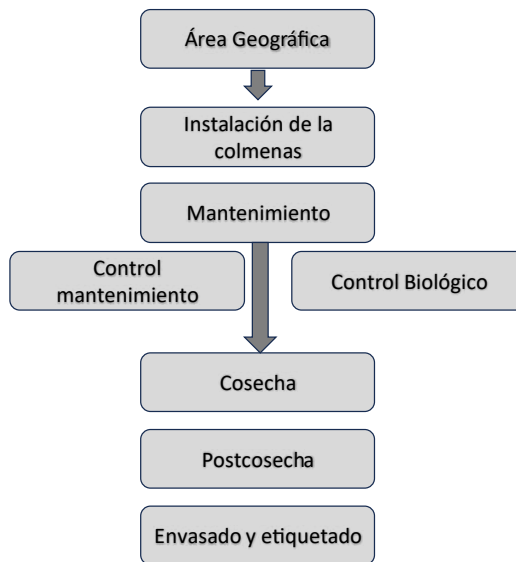 Área Geográfica
Instalación de la
colmenas
Mantenimiento
Control
mantenimiento
Control Biológico
Cosecha
Postcosecha
Envasado y etiquetado